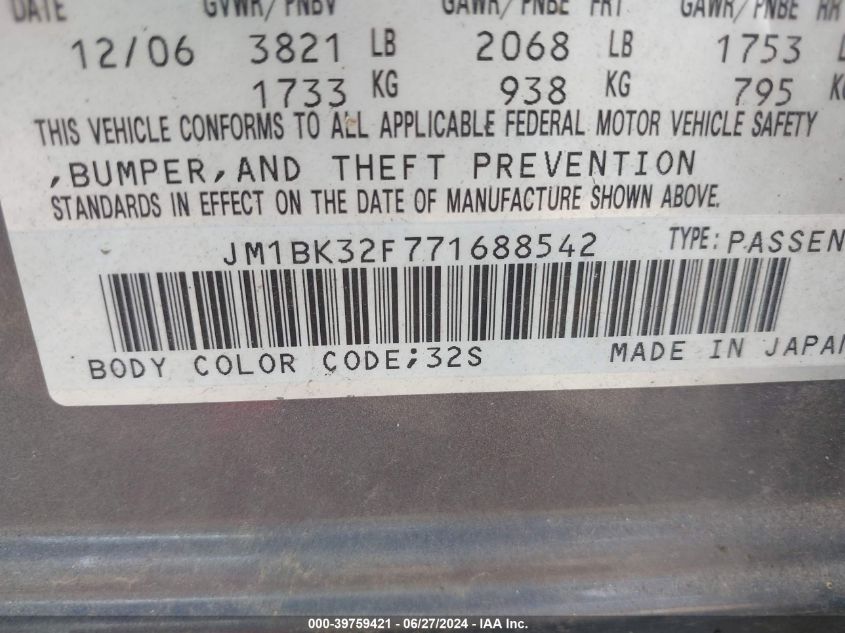 DATE GVWR/PNBV GAWR/PNBE FRT GAWR/PNBE RR
12/06 3821 LB 2068 LB 1753
1733 KG 938 KG 795
THIS VEHICLE CONFORMS TO ALL APPLICABLE FEDERAL MOTOR VEHICLE SAFETY
,BUMPER,AND THEFT PREVENTION
STANDARDS IN EFFECT ON THE DATE OF MANUFACTURE SHOWN ABOVE.
JM1BK32F771688542 TYPE: PASSEN
BODY COLOR CODE;32S MADE IN JAPAN
000-39759421 - 06/27/2024 - IAA Inc.